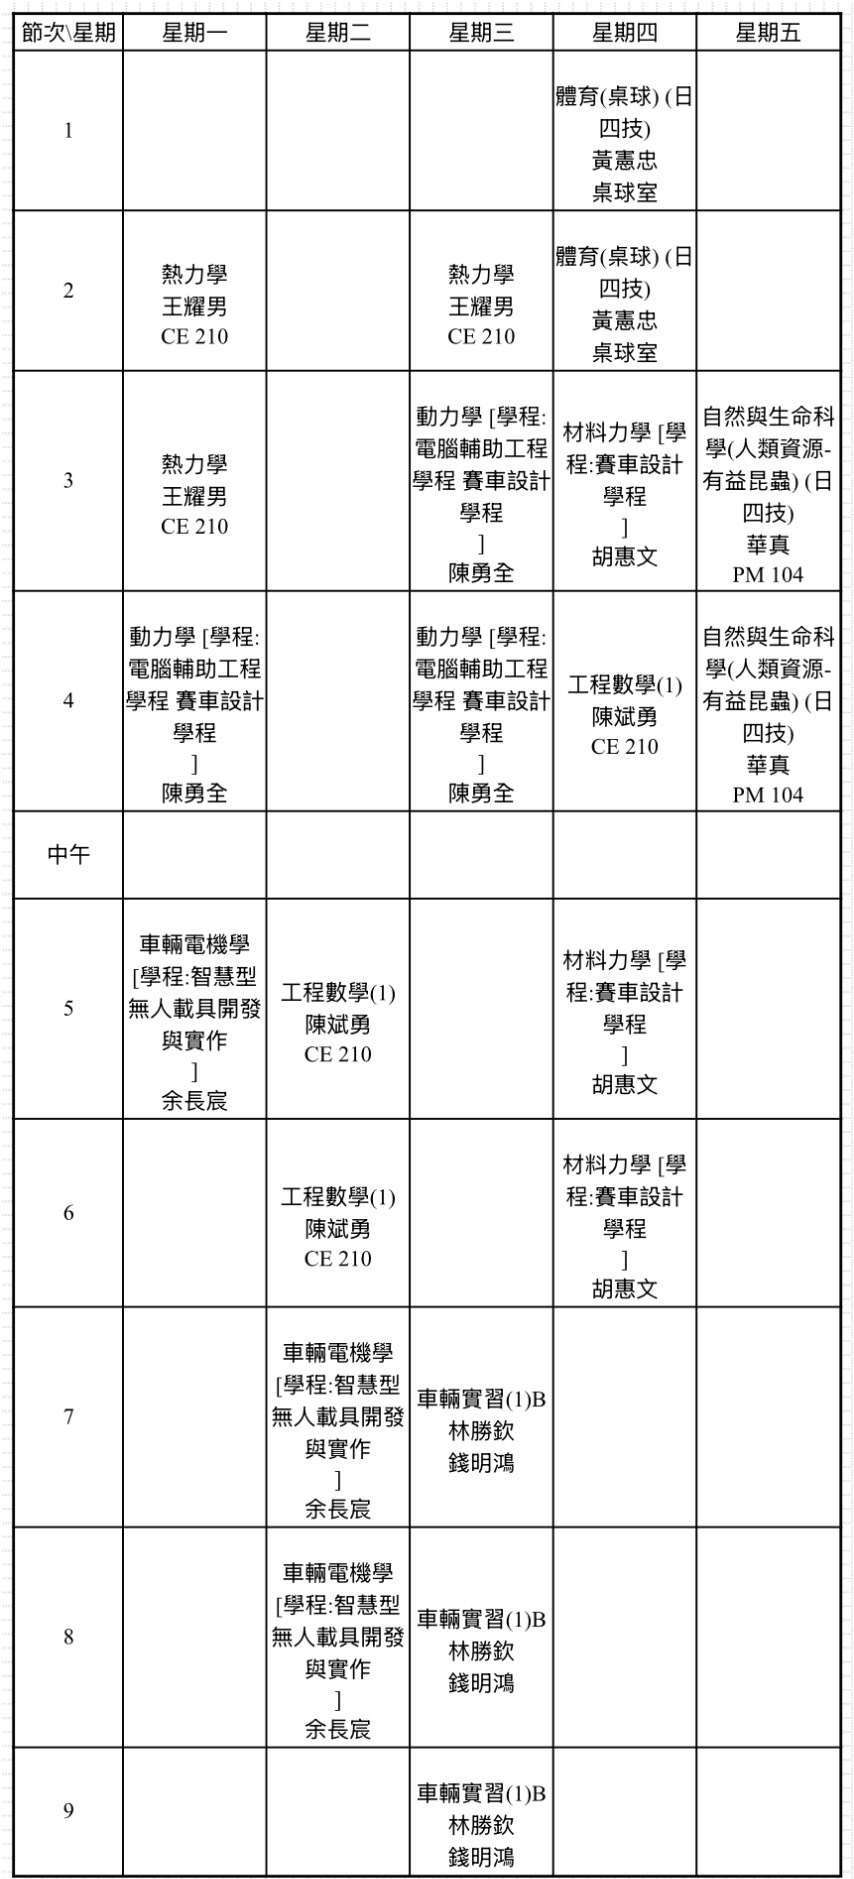 節次\星期 星期一 星期二 星期三 星期四 星期五
1
體育(桌球) (日
四技)
黃憲忠
桌球室
2
熱力學
王耀男
CE 210
熱力學
王耀男
CE 210
體育(桌球) (日
四技)
黃憲忠
桌球室
3
熱力學
王耀男
CE 210
動力學 [學程:
電腦輔助工程
學程 賽車設計
學程
]
陳勇全
材料力學 [學
程:賽車設計
學程
]
胡惠文
自然與生命科
學(人類資源-
有益昆蟲) (日
四技)
華真
PM 104
4
動力學 [學程:
電腦輔助工程
學程 賽車設計
學程
]
陳勇全
動力學 [學程:
電腦輔助工程
學程 賽車設計
學程
]
陳勇全
工程數學(1)
陳斌勇
CE 210
自然與生命科
學(人類資源-
有益昆蟲) (日
四技)
華真
PM 104
中午
5
車輛電機學
[學程:智慧型
無人載具開發
與實作
]
余長宸
工程數學(1)
陳斌勇
CE 210
材料力學 [學
程:賽車設計
學程
]
胡惠文
6
工程數學(1)
陳斌勇
CE 210
材料力學 [學
程:賽車設計
學程
]
胡惠文
7
車輛電機學
[學程:智慧型
無人載具開發
與實作
]
余長宸
車輛實習(1)B
林勝欽
錢明鴻
8
車輛電機學
[學程:智慧型
無人載具開發
與實作
]
余長宸
車輛實習(1)B
林勝欽
錢明鴻
9
車輛實習(1)B
林勝欽
錢明鴻